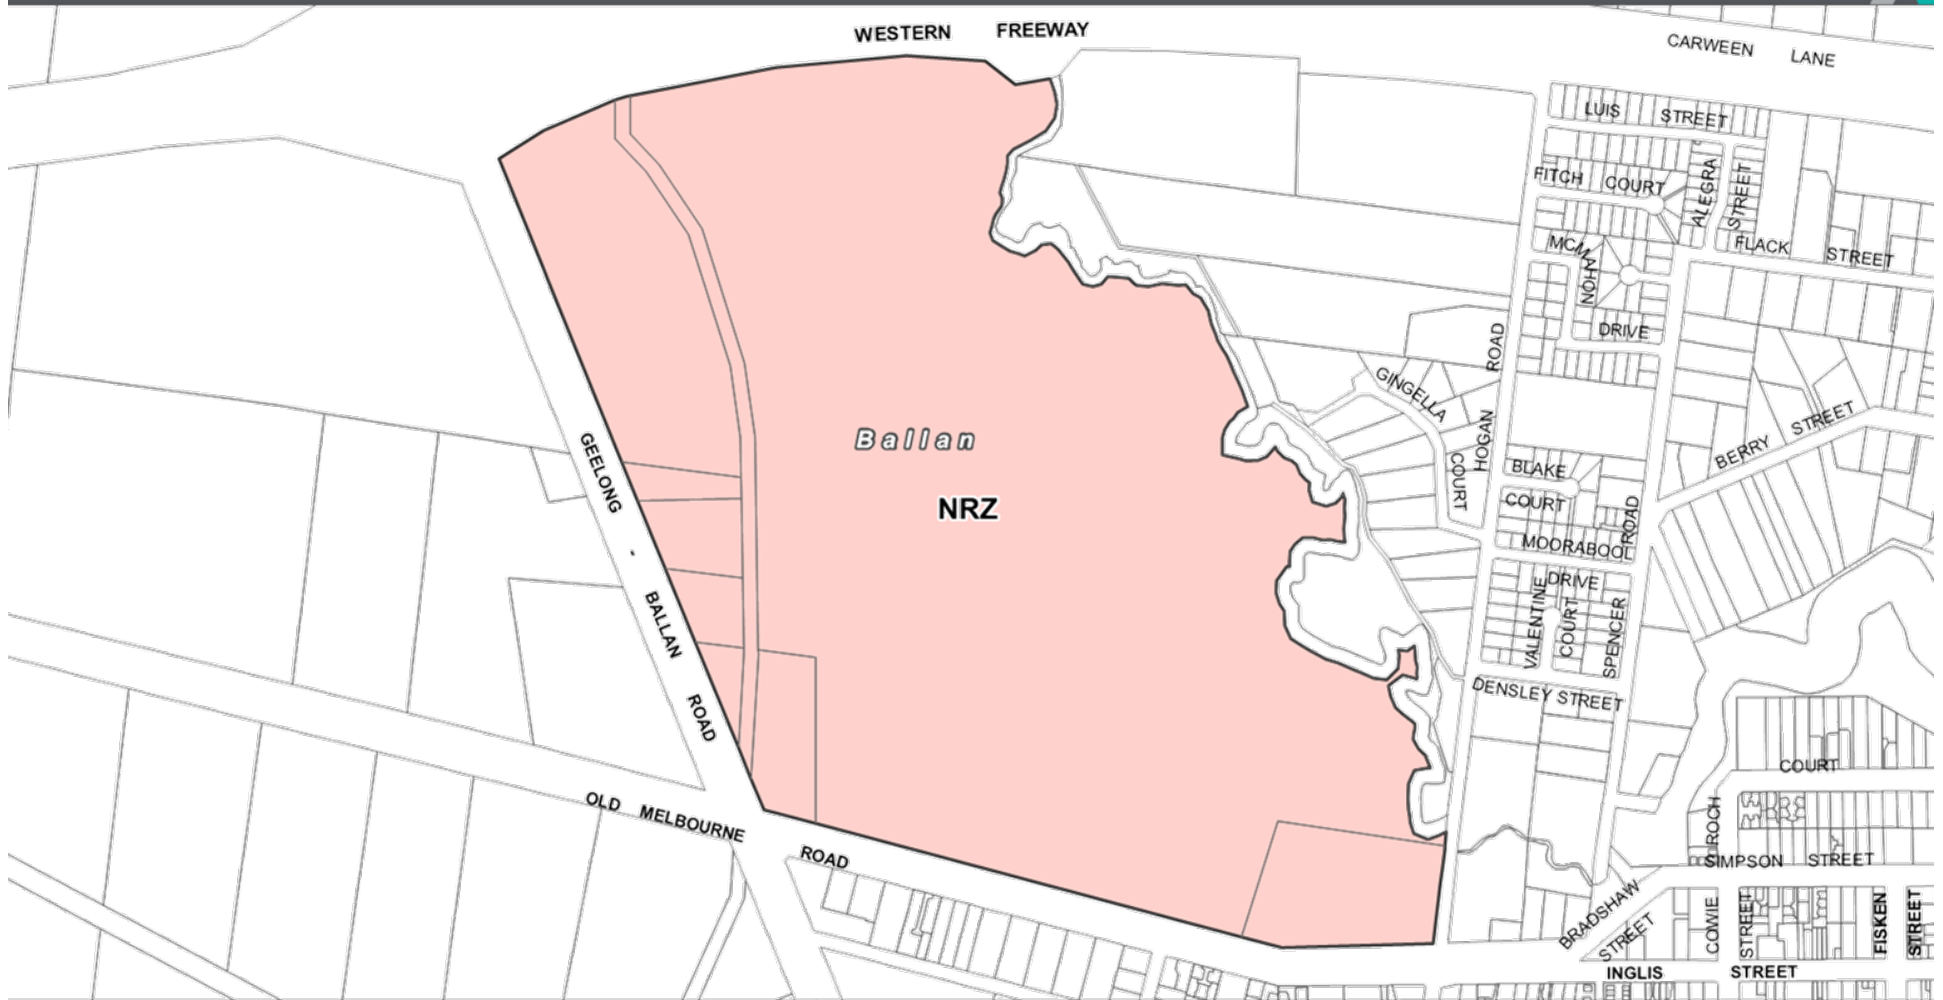 WESTERN FREEWAY
CARWEEN LANE
LUIS STREET
FITCH COURT
ALEGRA STREET
MCMAHON DRIVE
FLACK STREET
HOGAN ROAD
GINGELLA COURT
Ballan
NRZ
BERRY STREET
BLAKE COURT
SPENCER ROAD
MOORABOOL DRIVE
VALENTINE COURT
DENSLEY STREET
GEELONG - BALLAN ROAD
OLD MELBOURNE ROAD
COURT
ROCH
SIMPSON STREET
BRADSHAW STREET
COWIE STREET
FISKEN STREET
INGLIS STREET